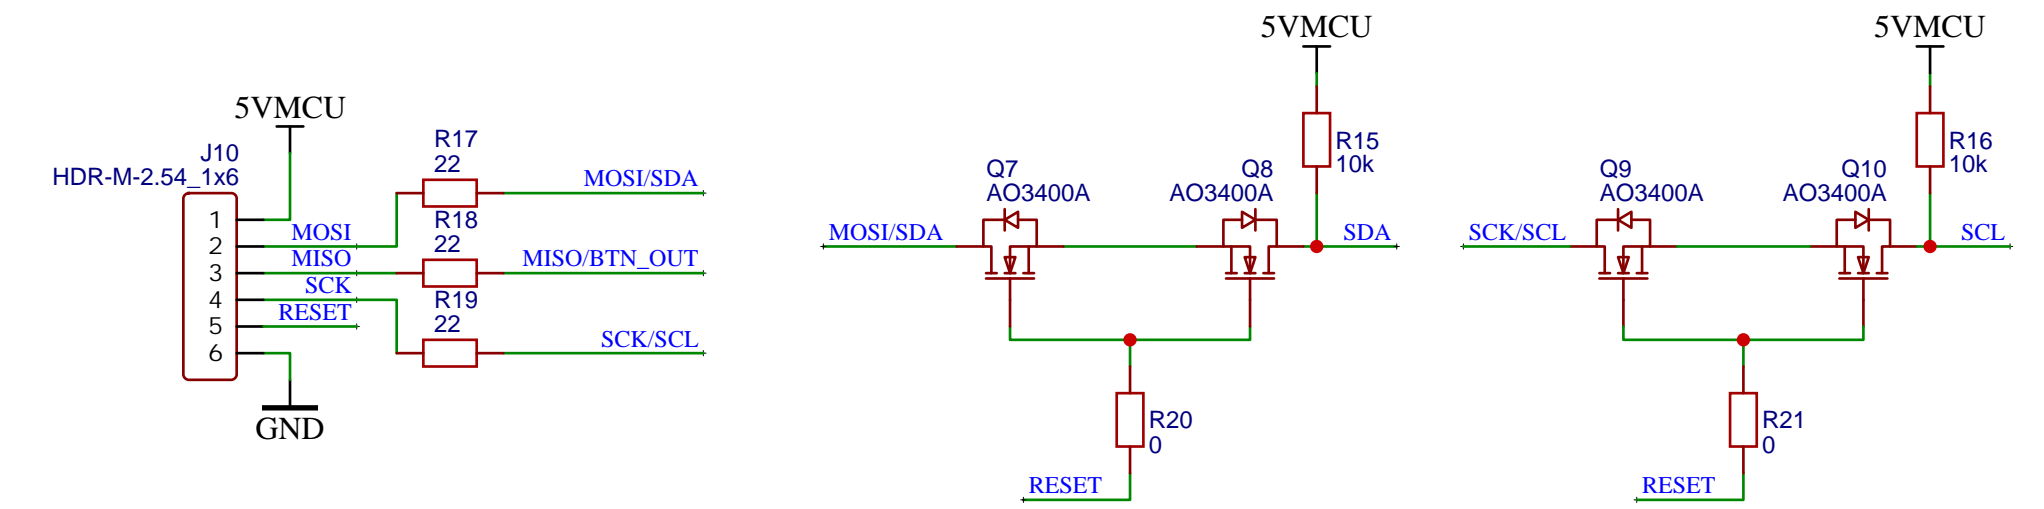 5VMCU
J10
HDR-M-2.54_1x6
1
2
3
4
5
6
MOSI
MISO
SCK
RESET
GND
R17
22
MOSI/SDA
R18
22
MISO/BTN_OUT
R19
22
SCK/SCL
5VMCU
R15
10k
Q7
AO3400A
Q8
AO3400A
MOSI/SDA
SDA
R20
0
RESET
5VMCU
R16
10k
Q9
AO3400A
Q10
AO3400A
SCK/SCL
SCL
R21
0
RESET